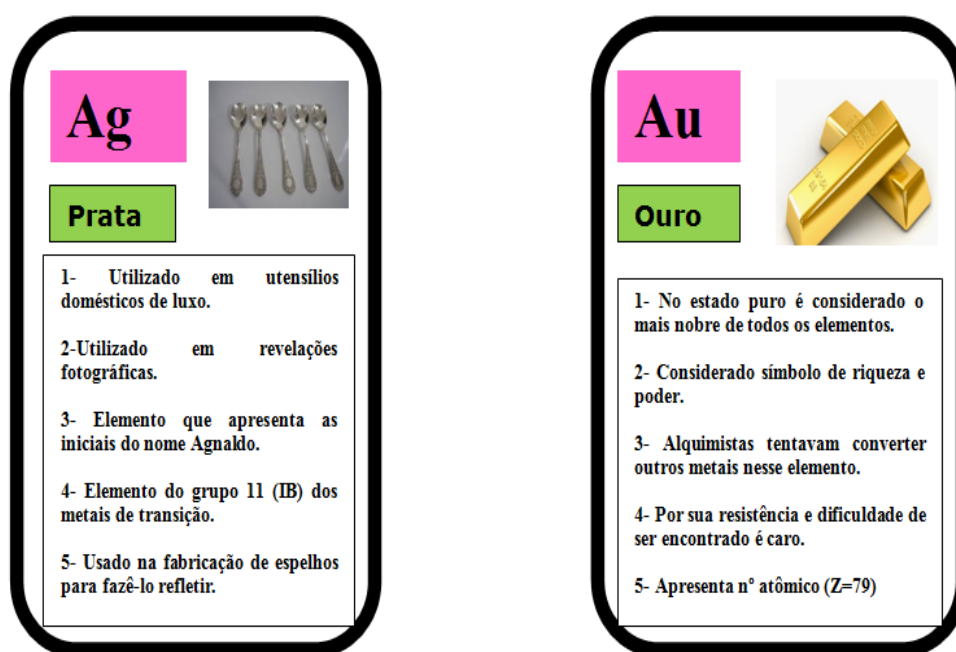 Ag
Prata
1- Utilizado em utensílios
domésticos de luxo.
2-Utilizado em revelações
fotográficas.
3- Elemento que apresenta as
iniciais do nome Agnaldo.
4- Elemento do grupo 11 (IB) dos
metais de transição.
5- Usado na fabricação de espelhos
para fazê-lo refletir.
Au
Ouro
1- No estado puro é considerado o
mais nobre de todos os elementos.
2- Considerado símbolo de riqueza e
poder.
3- Alquimistas tentavam converter
outros metais nesse elemento.
4- Por sua resistência e dificuldade de
ser encontrado é caro.
5- Apresenta nº atômico (Z=79)